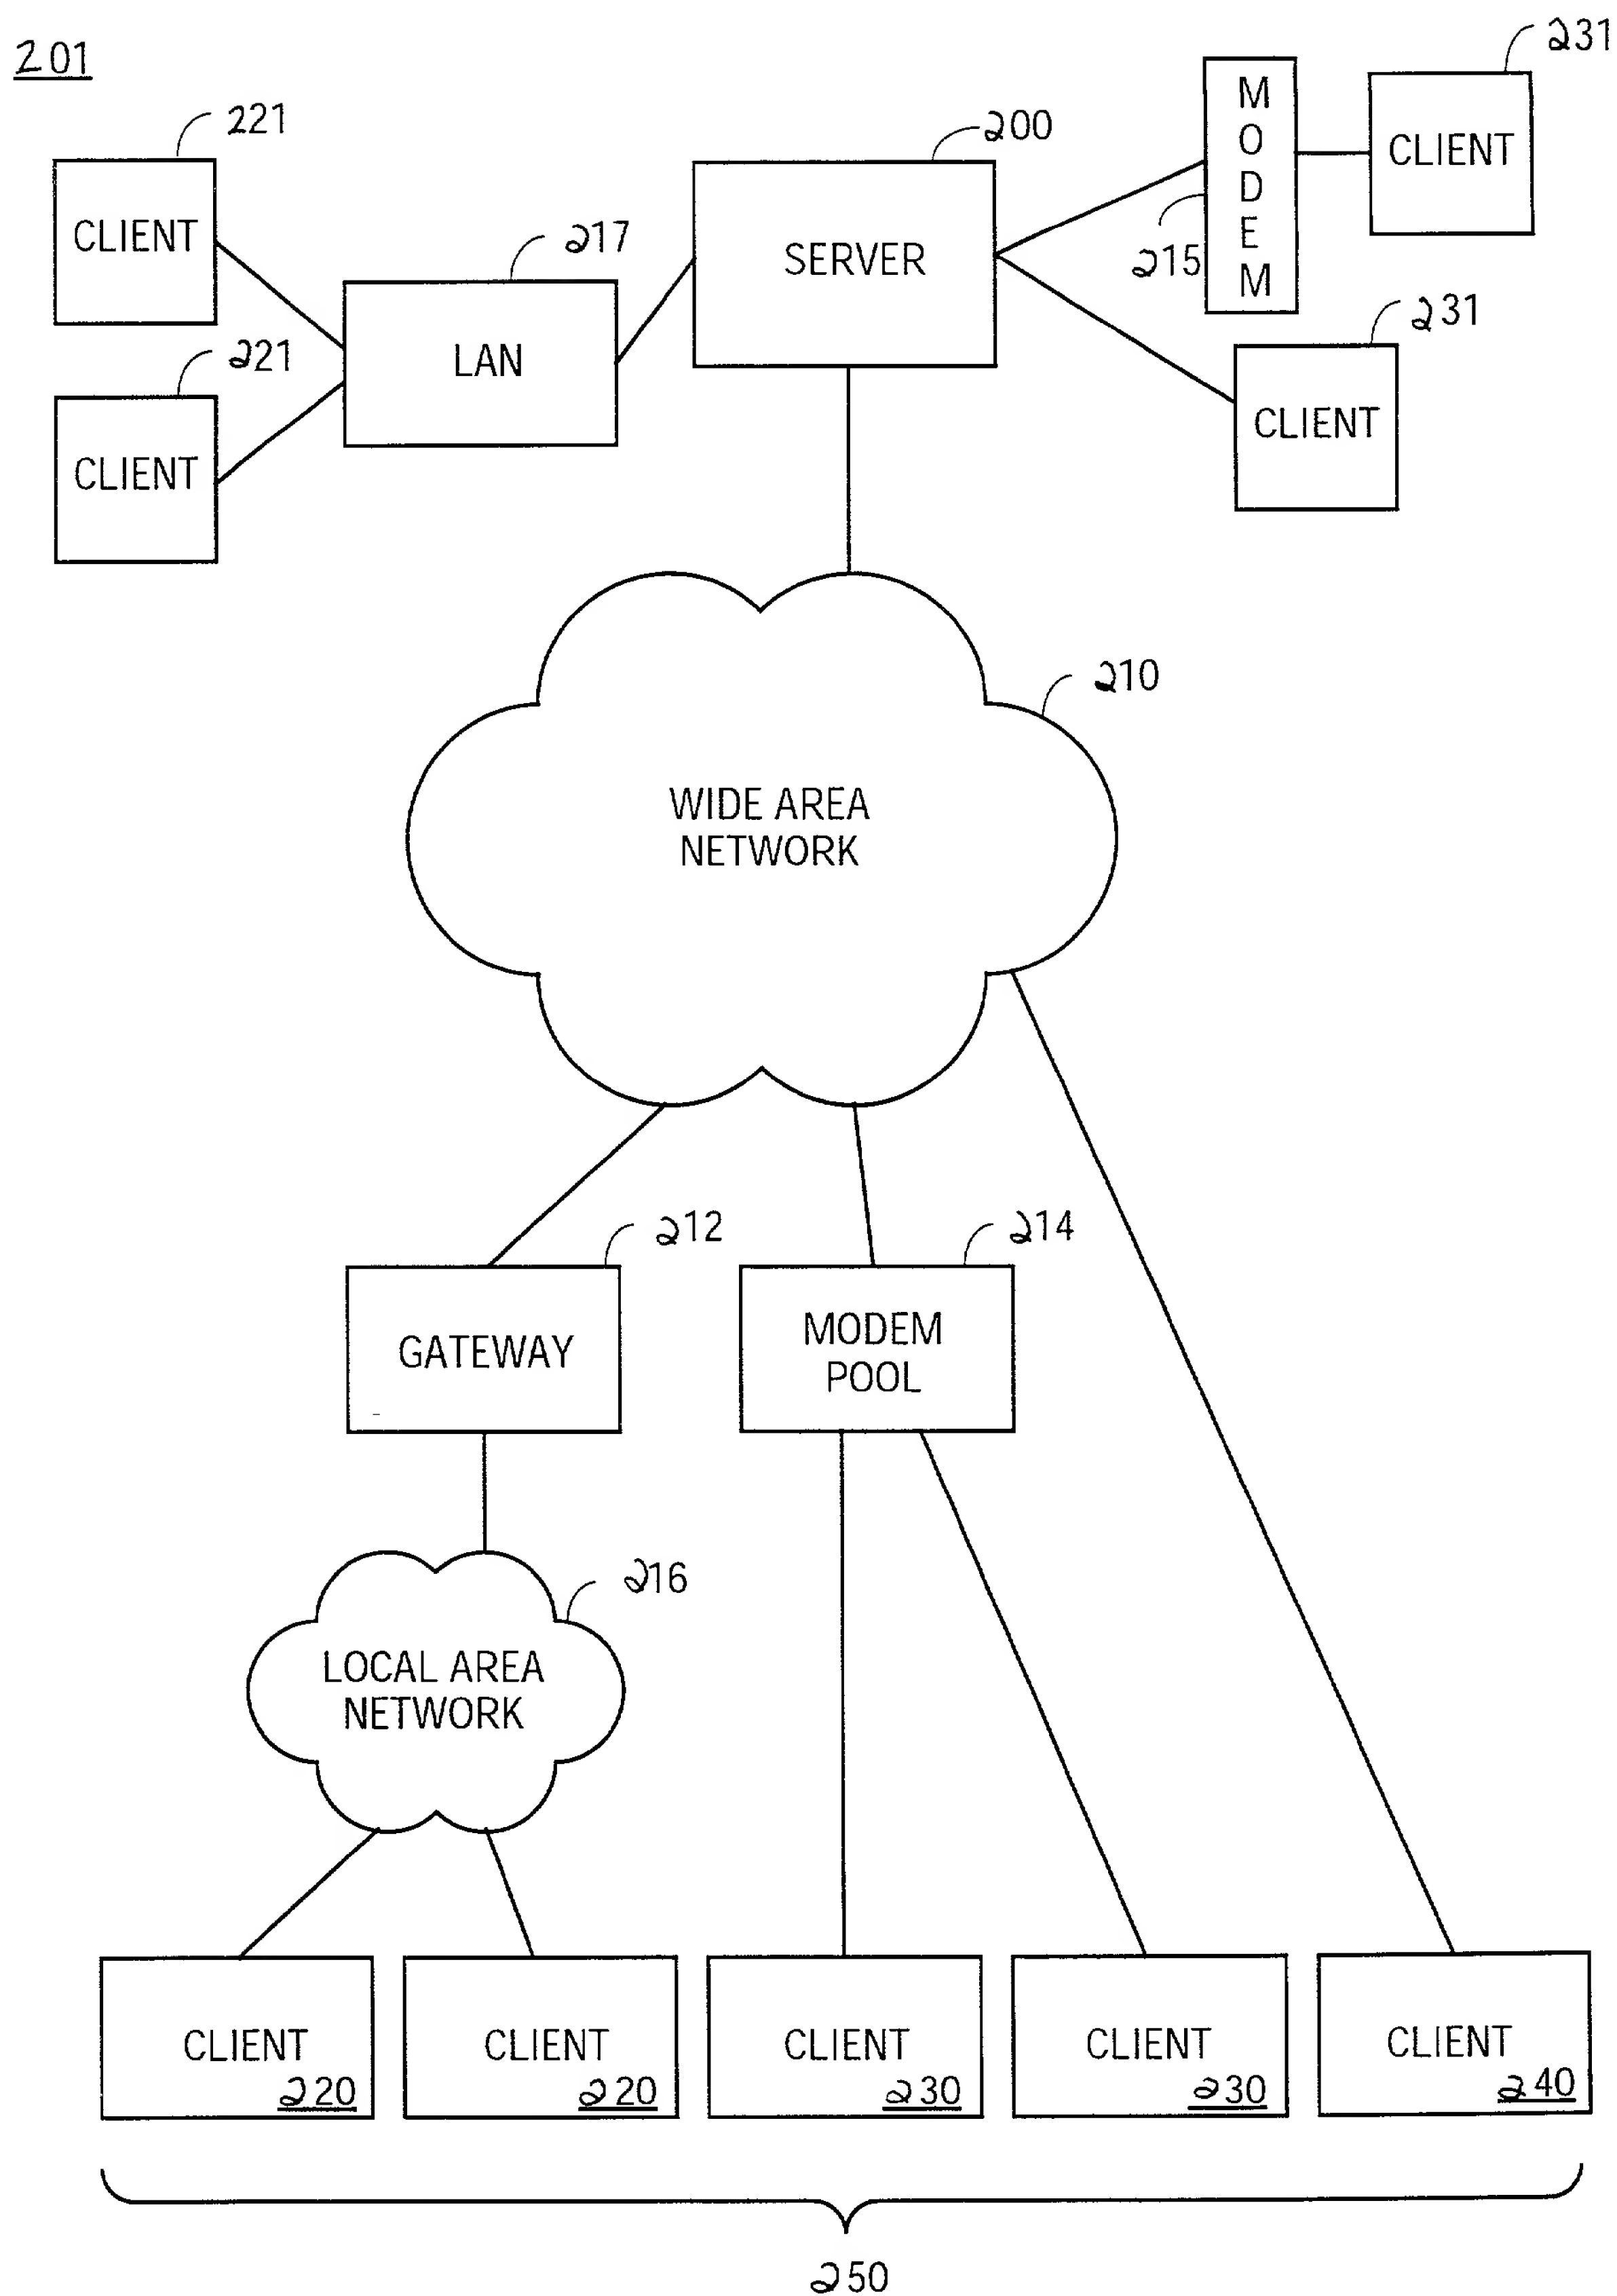 201
221
CLIENT
217
LAN
221
CLIENT
200
SERVER
215
MODEM
231
CLIENT
231
CLIENT
210
WIDE AREA
NETWORK
212
GATEWAY
214
MODEM
POOL
216
LOCAL AREA
NETWORK
CLIENT
220
CLIENT
220
CLIENT
230
CLIENT
230
CLIENT
240
250